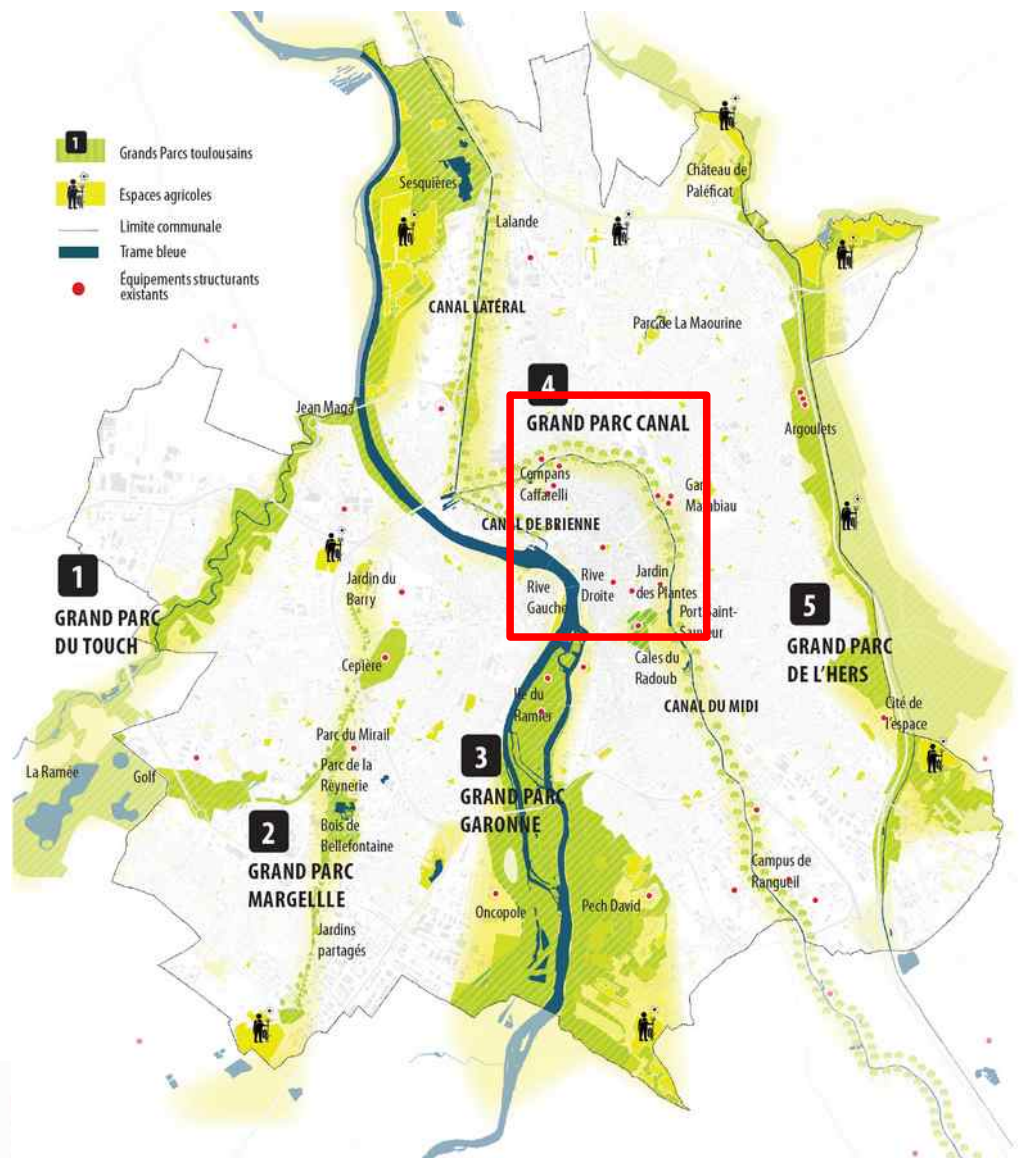 1
Grands Parcs toulousains
Espaces agricoles
Limite communale
Trame bleue
Équipements structurants
existants
Sesquières
Lalande
Château de
Paléficat
CANAL LATÉRAL
Parc de La Maourine
4
GRAND PARC CANAL
Jean Maga
Argoulets
Compans
Caffarelli
Gare
Matabiau
CANAL DE BRIENNE
1
GRAND PARC
DU TOUCH
Jardin du
Barry
Rive
Gauche
Rive
Droite
Jardin
des Plantes
Port Saint-
Sauveur
5
GRAND PARC
DE L'HERS
Cepière
Cales du
Radoub
Île du
Ramier
CANAL DU MIDI
Cité de
l'espace
La Ramée
Golf
Parc du Mirail
Parc de la
Reynerie
Bois de
Bellefontaine
3
GRAND PARC
GARONNE
2
GRAND PARC
MARGELLLE
Jardins
partagés
Oncopole
Pech David
Campus de
Rangueil